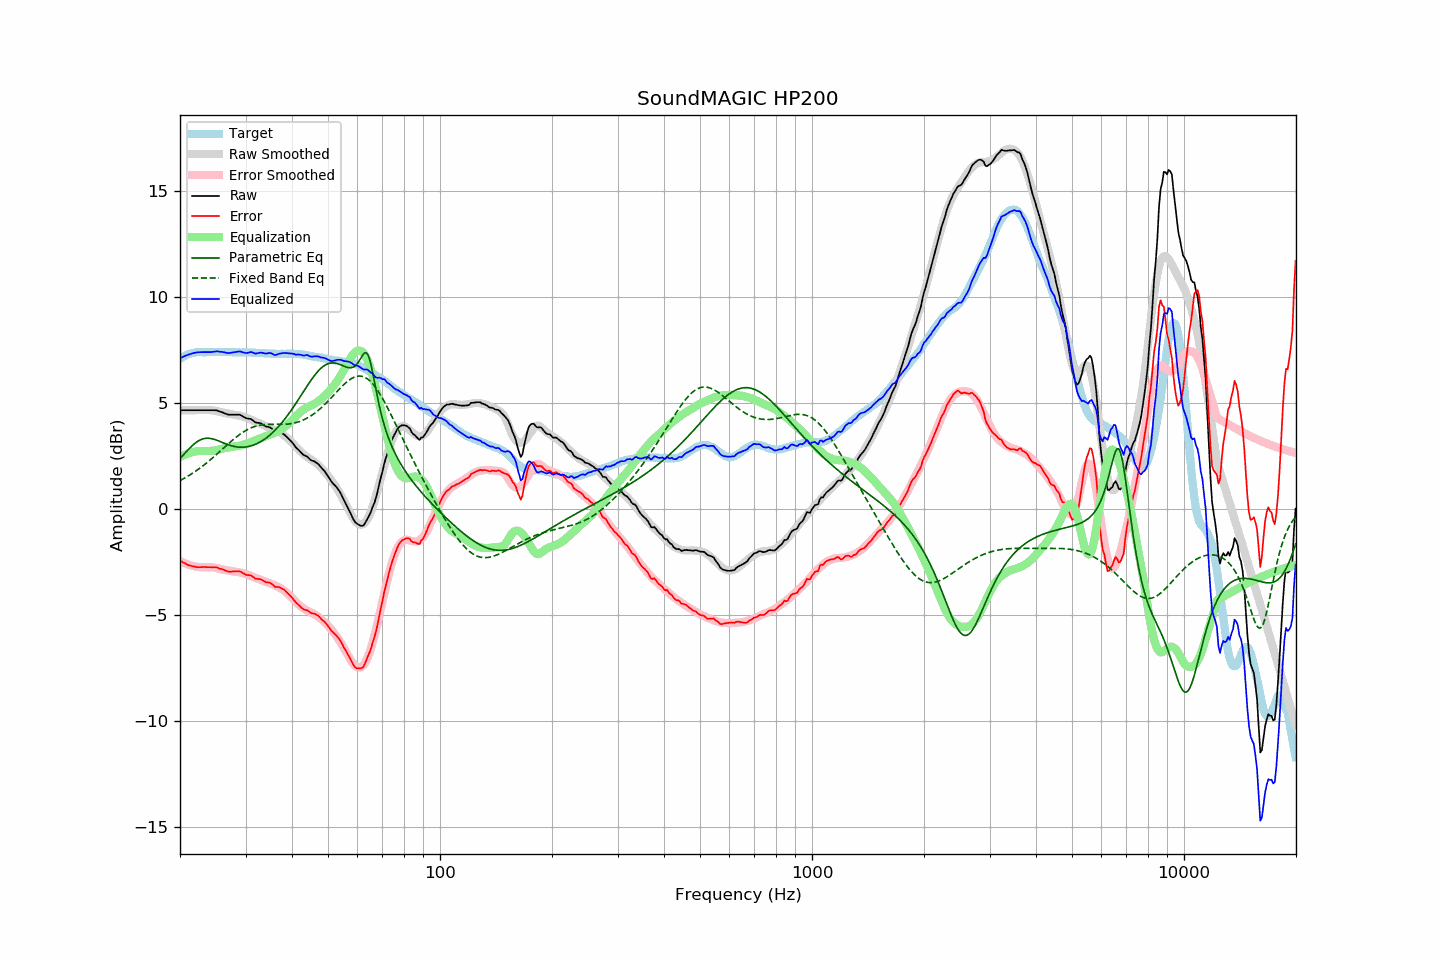 SoundMAGIC HP200
Target
Raw Smoothed
Error Smoothed
Raw
Error
Equalization
Parametric Eq
Fixed Band Eq
Equalized
Amplitude (dBr)
15
10
5
0
−5
−10
−15
100
1000
10000
Frequency (Hz)